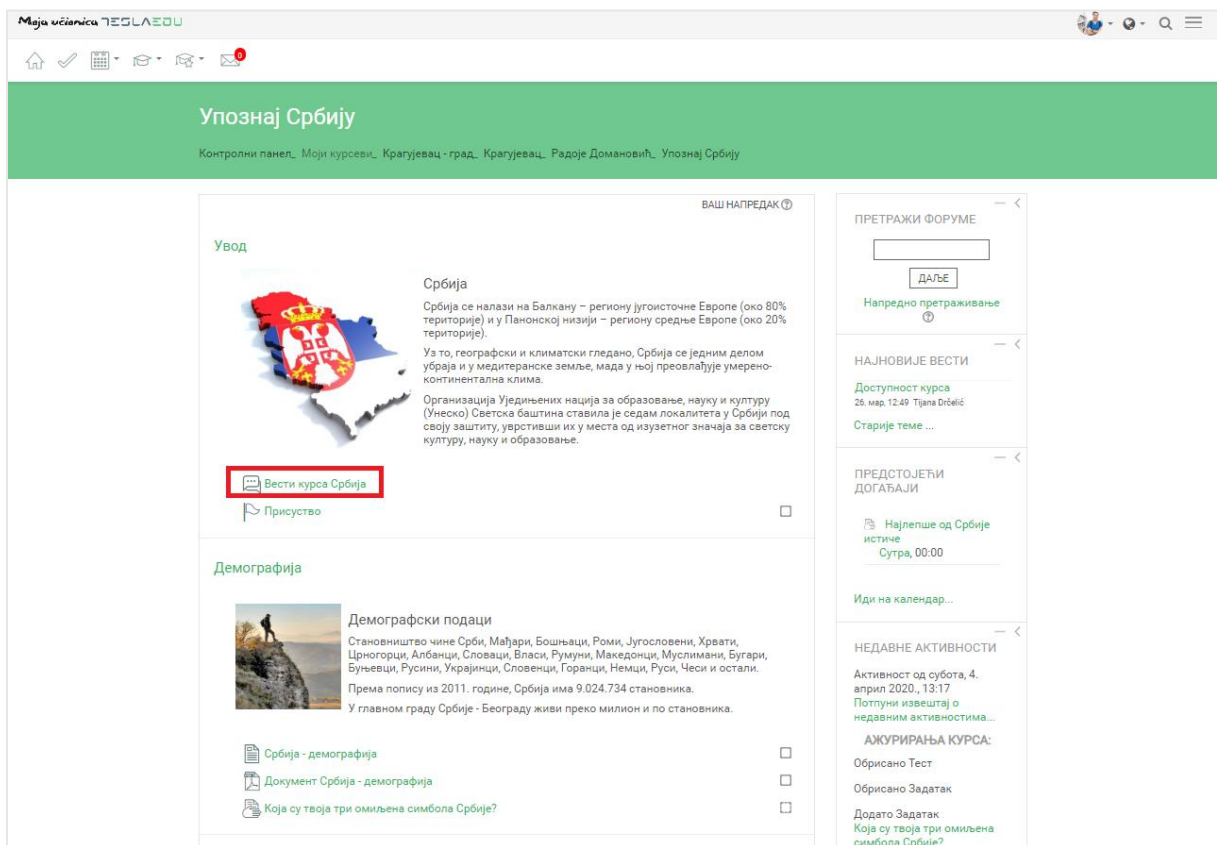 Moja učionica TESLAEDU
0
Упознај Србију
Контролни панел_ Моји курсеви_ Крагујевац - град_ Крагујевац_ Радоје Домановић_ Упознај Србију
ВАШ НАПРЕДАК
Увод
Србија
Србија се налази на Балкану – региону југоисточне Европе (око 80%
територије) и у Панонској низији – региону средње Европе (око 20%
територије).
Уз то, географски и климатски гледано, Србија се једним делом
убраја и у медитеранске земље, мада у њој преовлађује умерено-
континентална клима.
Организација Уједињених нација за образовање, науку и културу
(Унеско) Светска баштина ставила је седам локалитета у Србији под
своју заштиту, уврстивши их у места од изузетног значаја за светску
културу, науку и образовање.
Вести курса Србија
Присуство
Демографија
Демографски подаци
Становништво чине Срби, Мађари, Бошњаци, Роми, Југословени, Хрвати,
Црногорци, Албанци, Словаци, Власи, Румуни, Македонци, Муслимани, Бугари,
Буњевци, Русини, Украјинци, Словенци, Горанци, Немци, Руси, Чеси и остали.
Према попису из 2011. године, Србија има 9.024.734 становника.
У главном граду Србије - Београду живи преко милион и по становника.
Србија - демографија
Документ Србија - демографија
Која су твоја три омиљена симбола Србије?
ПРЕТРАЖИ ФОРУМЕ
ДАЉЕ
Напредно претраживање
НАЈНОВИЈЕ ВЕСТИ
Доступност курса
26. мар, 12:49 Tijana Drčelić
Старије теме ...
ПРЕДСТОЈЕЋИ
ДОГАЂАЈИ
Најлепше од Србије
истиче
Сутра, 00:00
Иди на календар...
НЕДАВНЕ АКТИВНОСТИ
Активност од субота, 4.
април 2020., 13:17
Потпуни извештај о
недавним активностима...
АЖУРИРАЊА КУРСА:
Обрисано Тест
Обрисано Задатак
Додато Задатак
Која су твоја три омиљена
симбола Србије?